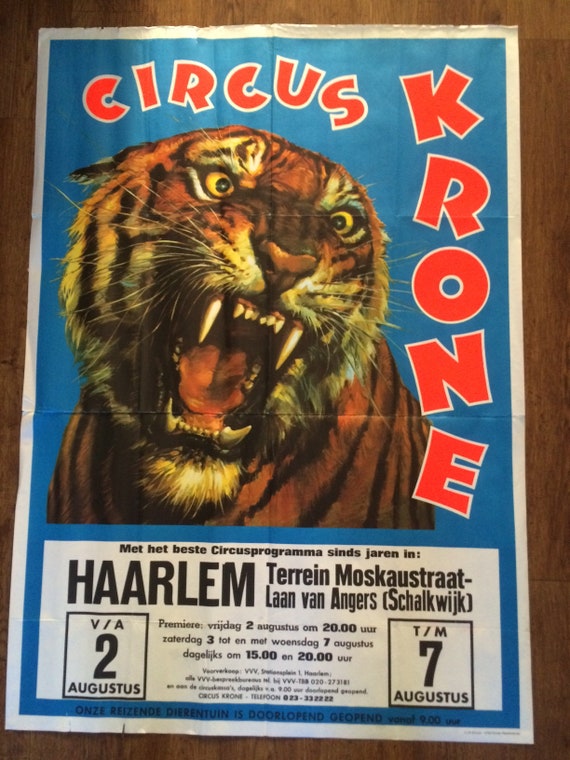 CIRCUS KRONE
Met het beste Circusprogramma sinds jaren in:
HAARLEM Terrein Moskaustraat-
Laan van Angers (Schalkwijk)
V/A
2
AUGUSTUS
Premiere: vrijdag 2 augustus om 20.00 uur
zaterdag 3 tot en met woensdag 7 augustus
dagelijks om 15.00 en 20.00 uur
Voorverkoop: VVV, Stationsplein 1, Haarlem;
alle VVV-bespreekbureaus NL bij VVV-TBB 020-273131
en aan de circuskassa's, dagelijks v.a. 9.00 uur doorlopend geopend.
CIRCUS KRONE - TELEFOON 023-332222
T/M
7
AUGUSTUS
ONZE REIZENDE DIERENTUIN IS DOORLOPEND GEOPEND vanaf 9.00 uur